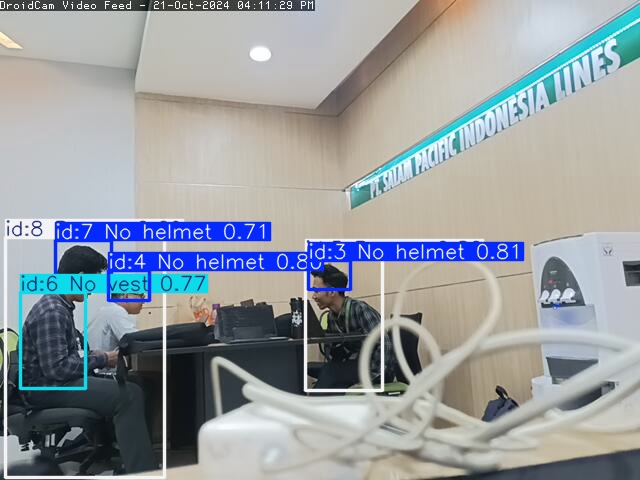 DroidCam Video Feed - 21-Oct-2024 04:11:29 PM
PT. SALAM PACIFIC INDONESIA LINES
id:8
id:7 No helmet 0.71
id:4 No helmet 0.80
id:3 No helmet 0.81
id:6 No vest 0.77